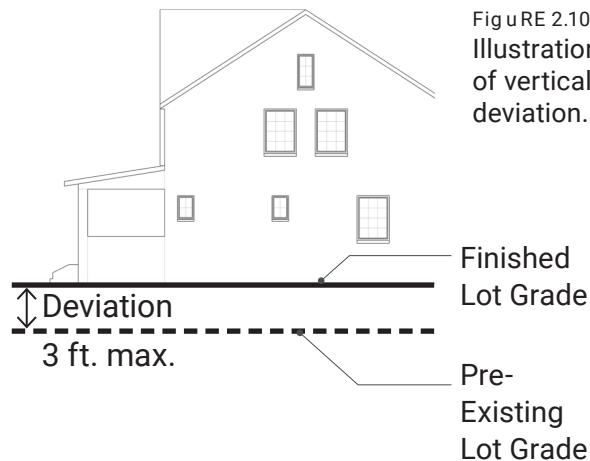 FiguRE 2.10
Illustration
of vertical
deviation.
Finished
Lot Grade
Deviation
3 ft. max.
Pre-
Existing
Lot Grade